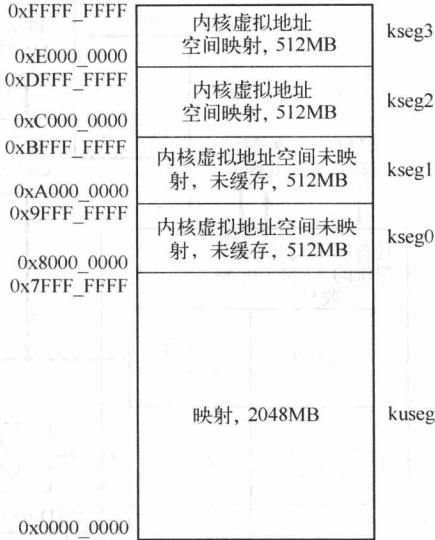 0xFFFF_FFFF
内核虚拟地址
空间映射, 512MB
kseg3
0xE000_0000
0xDFFF_FFFF
内核虚拟地址
空间映射, 512MB
kseg2
0xC000_0000
0xBFFF_FFFF
内核虚拟地址空间未映
射，未缓存, 512MB
kseg1
0xA000_0000
0x9FFF_FFFF
内核虚拟地址空间未映
射，未缓存, 512MB
kseg0
0x8000_0000
0x7FFF_FFFF
映射, 2048MB
kuseg
0x0000_0000